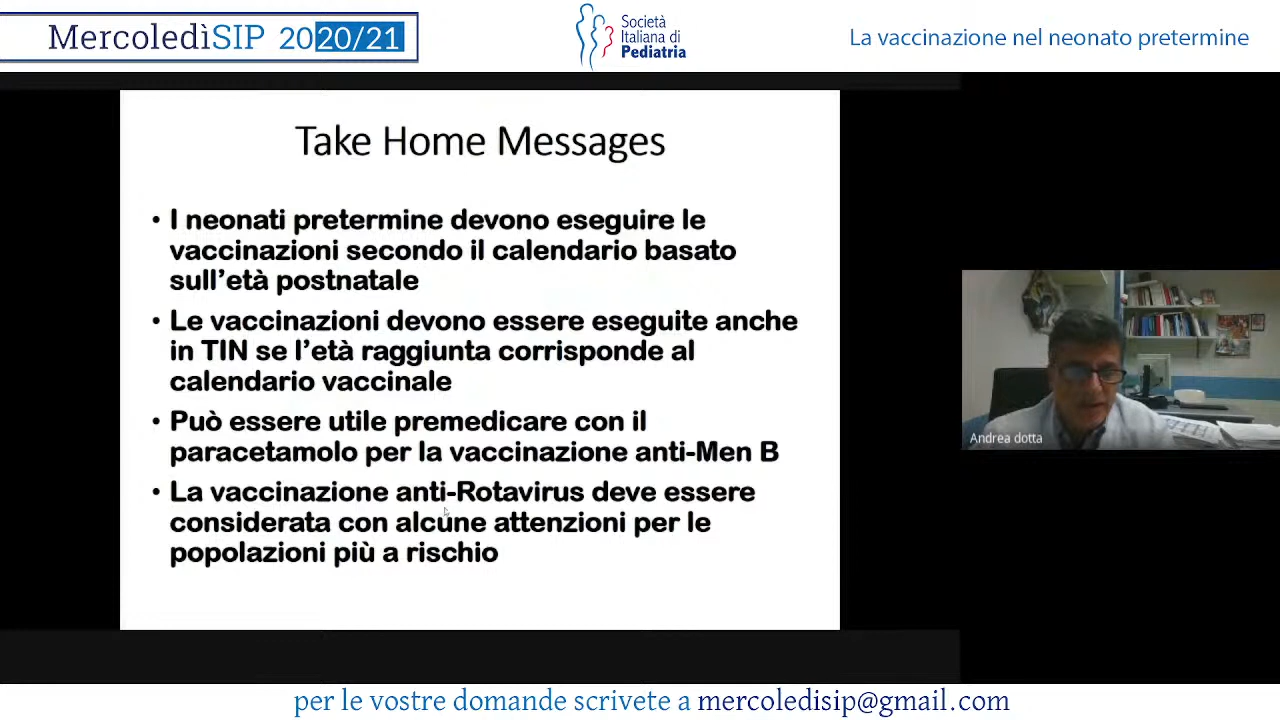 MercoledìSIP 2020/21
Società
Italiana di
Pediatria
La vaccinazione nel neonato pretermine
Take Home Messages
• I neonati pretermine devono eseguire le
vaccinazioni secondo il calendario basato
sull’età postnatale
• Le vaccinazioni devono essere eseguite anche
in TIN se l’età raggiunta corrisponde al
calendario vaccinale
• Può essere utile premedicare con il
paracetamolo per la vaccinazione anti-Men B
• La vaccinazione anti-Rotavirus deve essere
considerata con alcune attenzioni per le
popolazioni più a rischio
Andrea dotta
per le vostre domande scrivete a mercoledisip@gmail.com